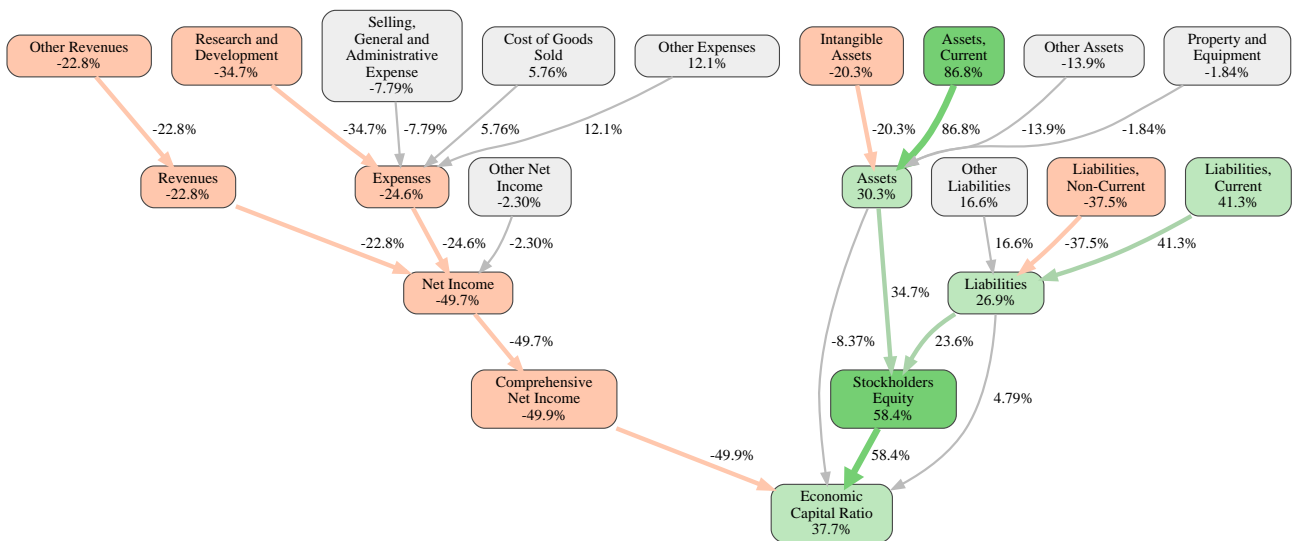 Other Revenues
-22.8%
Research and
Development
-34.7%
Selling,
General and
Administrative
Expense
-7.79%
Cost of Goods
Sold
5.76%
Other Expenses
12.1%
Intangible
Assets
-20.3%
Assets,
Current
86.8%
Other Assets
-13.9%
Property and
Equipment
-1.84%
-22.8%
-34.7%
-7.79%
5.76%
12.1%
-20.3%
86.8%
-13.9%
-1.84%
Revenues
-22.8%
Expenses
-24.6%
Other Net
Income
-2.30%
Assets
30.3%
Other
Liabilities
16.6%
Liabilities,
Non-Current
-37.5%
Liabilities,
Current
41.3%
-22.8%
-24.6%
-2.30%
16.6%
-37.5%
41.3%
Net Income
-49.7%
34.7%
Liabilities
26.9%
-49.7%
-8.37%
23.6%
Comprehensive
Net Income
-49.9%
Stockholders
Equity
58.4%
4.79%
-49.9%
58.4%
Economic
Capital Ratio
37.7%